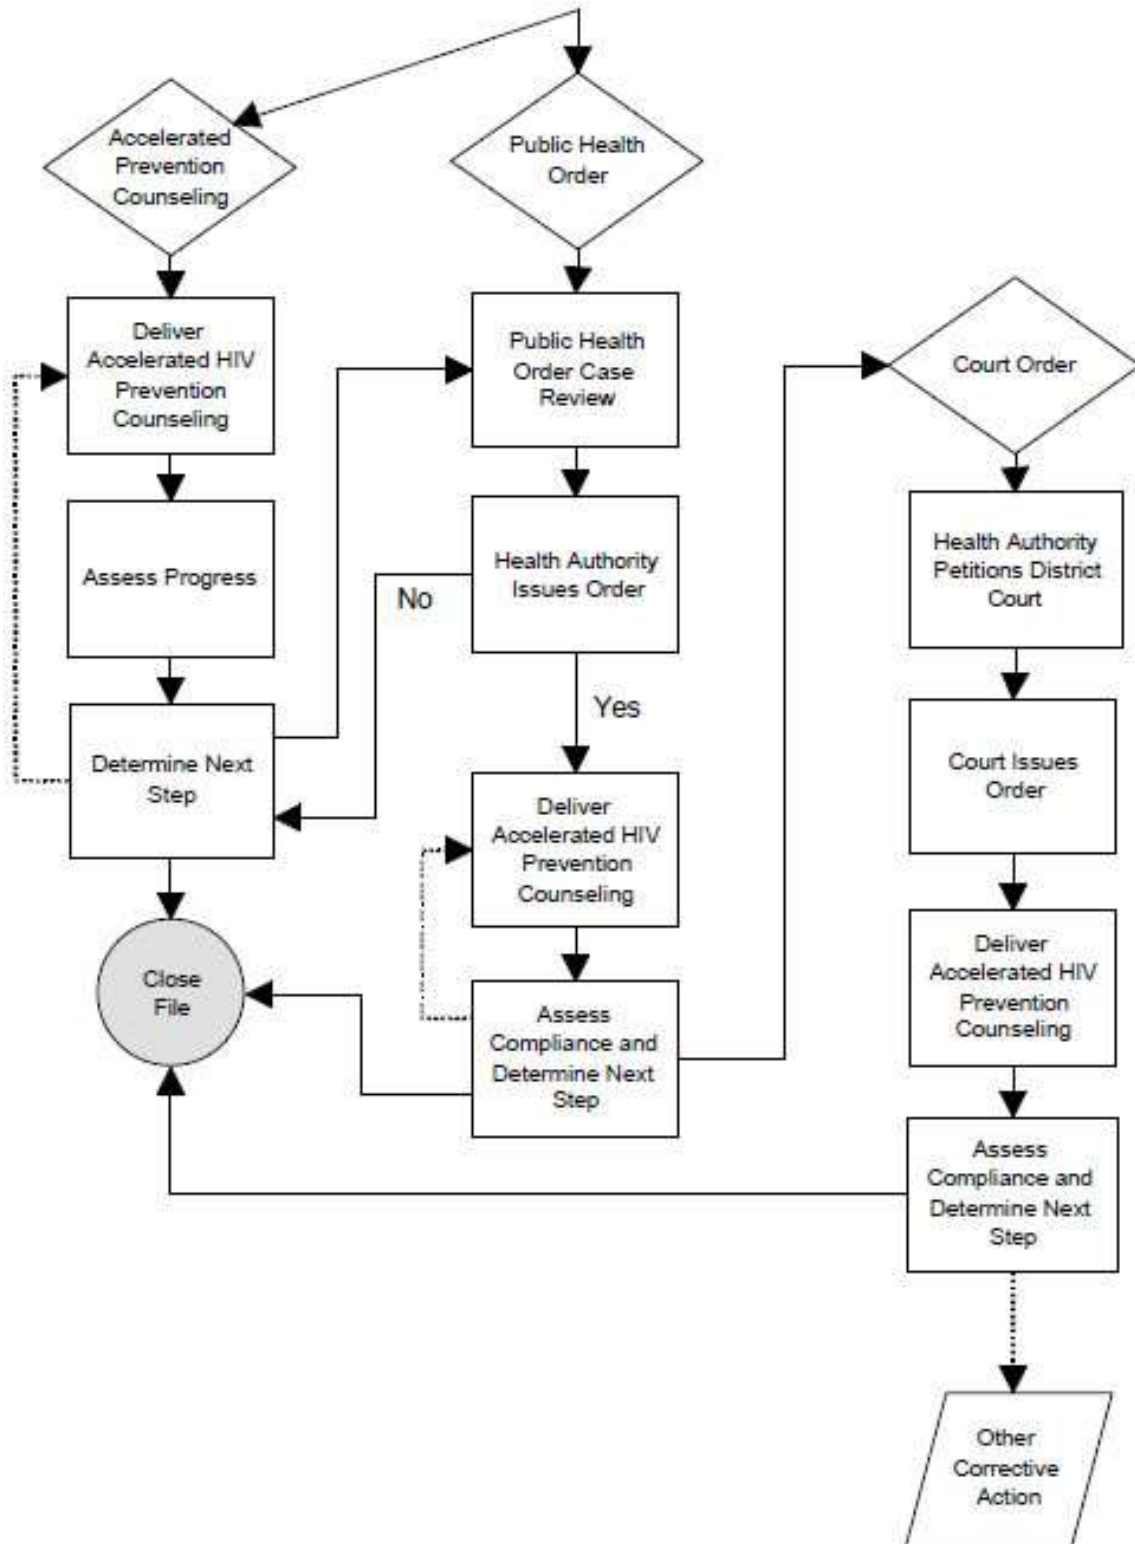 Accelerated
Prevention
Counseling
Public Health
Order
Deliver
Accelerated HIV
Prevention
Counseling
Public Health
Order Case
Review
Court Order
Assess Progress
Health Authority
Issues Order
No
Yes
Health Authority
Petitions District
Court
Determine Next
Step
Deliver
Accelerated HIV
Prevention
Counseling
Court Issues
Order
Close
File
Assess
Compliance and
Determine Next
Step
Deliver
Accelerated HIV
Prevention
Counseling
Assess
Compliance and
Determine Next
Step
Other
Corrective
Action